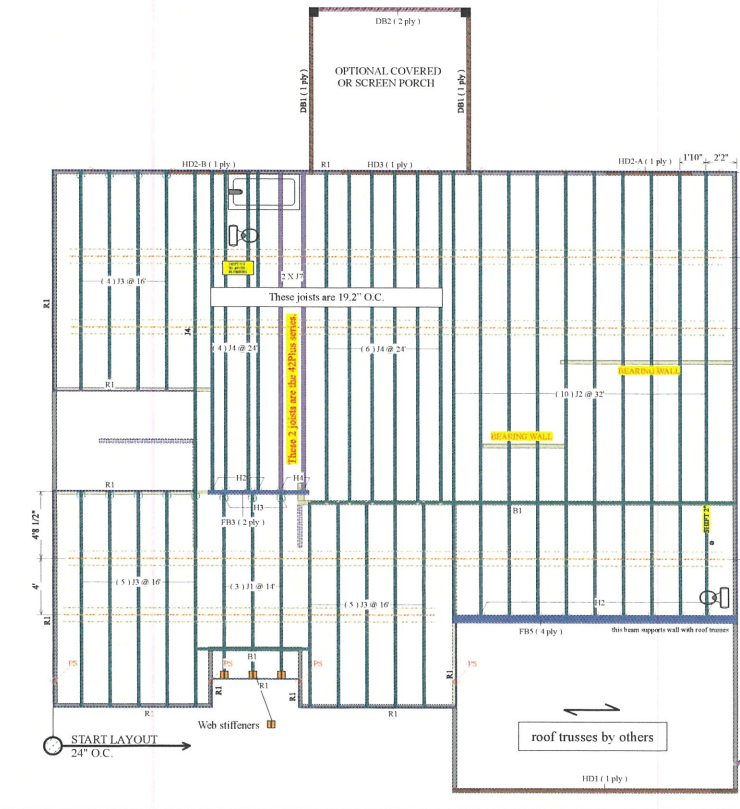 DB2 ( 2 ply )
OPTIONAL COVERED
OR SCREEN PORCH
DB1 ( 1 ply )
DB1 ( 1 ply )
HD2-B ( 1 ply )
R1
HD3 ( 1 ply )
HD2-A ( 1 ply )
1'10"
2'2"
( 4 ) J3 @ 16'
2 X J7
These joists are 19.2" O.C.
R1
J4
( 4 ) J4 @ 24'
These 2 joists are the 42Plus series.
( 6 ) J4 @ 24'
BEARING WALL
R1
( 10 ) J2 @ 32'
BEARING WALL
R1
H2
H4
H3
FB3 ( 2 ply )
B1
SHIFT 2"
4'8 1/2"
4'
( 5 ) J3 @ 16'
( 3 ) J1 @ 14'
( 5 ) J3 @ 16'
H2
R1
FB5 ( 4 ply )
this beam supports wall with roof trusses
B1
PS
PS
PS
PS
R1
R1
R1
R1
R1
R1
Web stiffeners
START LAYOUT
24" O.C.
roof trusses by others
HD1 ( 1 ply )